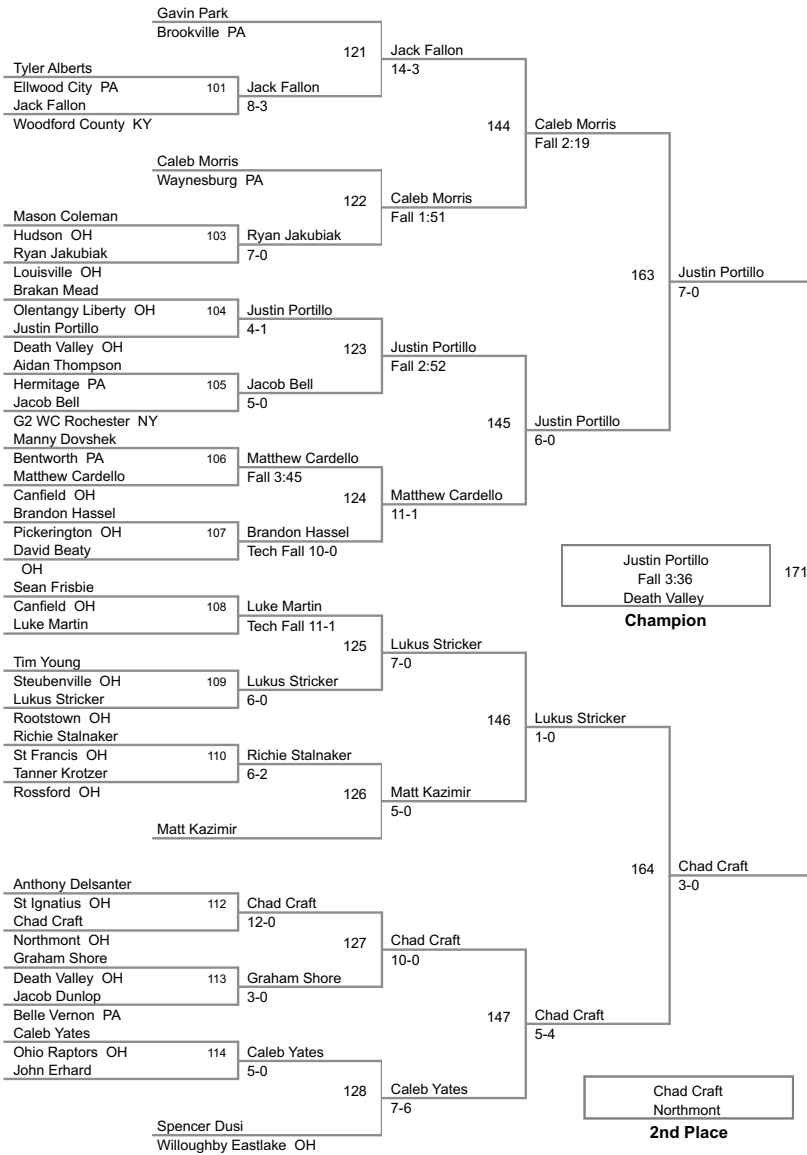 Gavin Park
Brookville PA
121
Jack Fallon
14-3
Tyler Alberts
Ellwood City PA
101
Jack Fallon
Jack Fallon
8-3
Woodford County KY
144
Caleb Morris
Fall 2:19
Caleb Morris
Waynesburg PA
122
Caleb Morris
Fall 1:51
Mason Coleman
Hudson OH
103
Ryan Jakubiak
Ryan Jakubiak
7-0
Louisville OH
163
Justin Portillo
7-0
Brakan Mead
Olentangy Liberty OH
104
Justin Portillo
Justin Portillo
4-1
Death Valley OH
123
Justin Portillo
Fall 2:52
Aidan Thompson
Hermitage PA
105
Jacob Bell
Jacob Bell
5-0
G2 WC Rochester NY
145
Justin Portillo
6-0
Manny Dovshek
Bentworth PA
106
Matthew Cardello
Matthew Cardello
Fall 3:45
Canfield OH
124
Matthew Cardello
11-1
Brandon Hassel
Pickerington OH
107
Brandon Hassel
David Beaty
Tech Fall 10-0
OH
Justin Portillo
Fall 3:36
Death Valley
171
Champion
Sean Frisbie
Canfield OH
108
Luke Martin
Luke Martin
Tech Fall 11-1
125
Lukus Stricker
7-0
Tim Young
Steubenville OH
109
Lukus Stricker
Lukus Stricker
6-0
Rootstown OH
146
Lukus Stricker
1-0
Richie Stalnaker
St Francis OH
110
Richie Stalnaker
Tanner Krotzer
6-2
Rossford OH
126
Matt Kazimir
5-0
Matt Kazimir
164
Chad Craft
3-0
Anthony Delsanter
St Ignatius OH
112
Chad Craft
Chad Craft
12-0
Northmont OH
127
Chad Craft
10-0
Graham Shore
Death Valley OH
113
Graham Shore
Jacob Dunlop
3-0
Belle Vernon PA
147
Chad Craft
5-4
Caleb Yates
Ohio Raptors OH
114
Caleb Yates
John Erhard
5-0
128
Caleb Yates
7-6
Spencer Dusi
Willoughby Eastlake OH
Chad Craft
Northmont
2nd Place